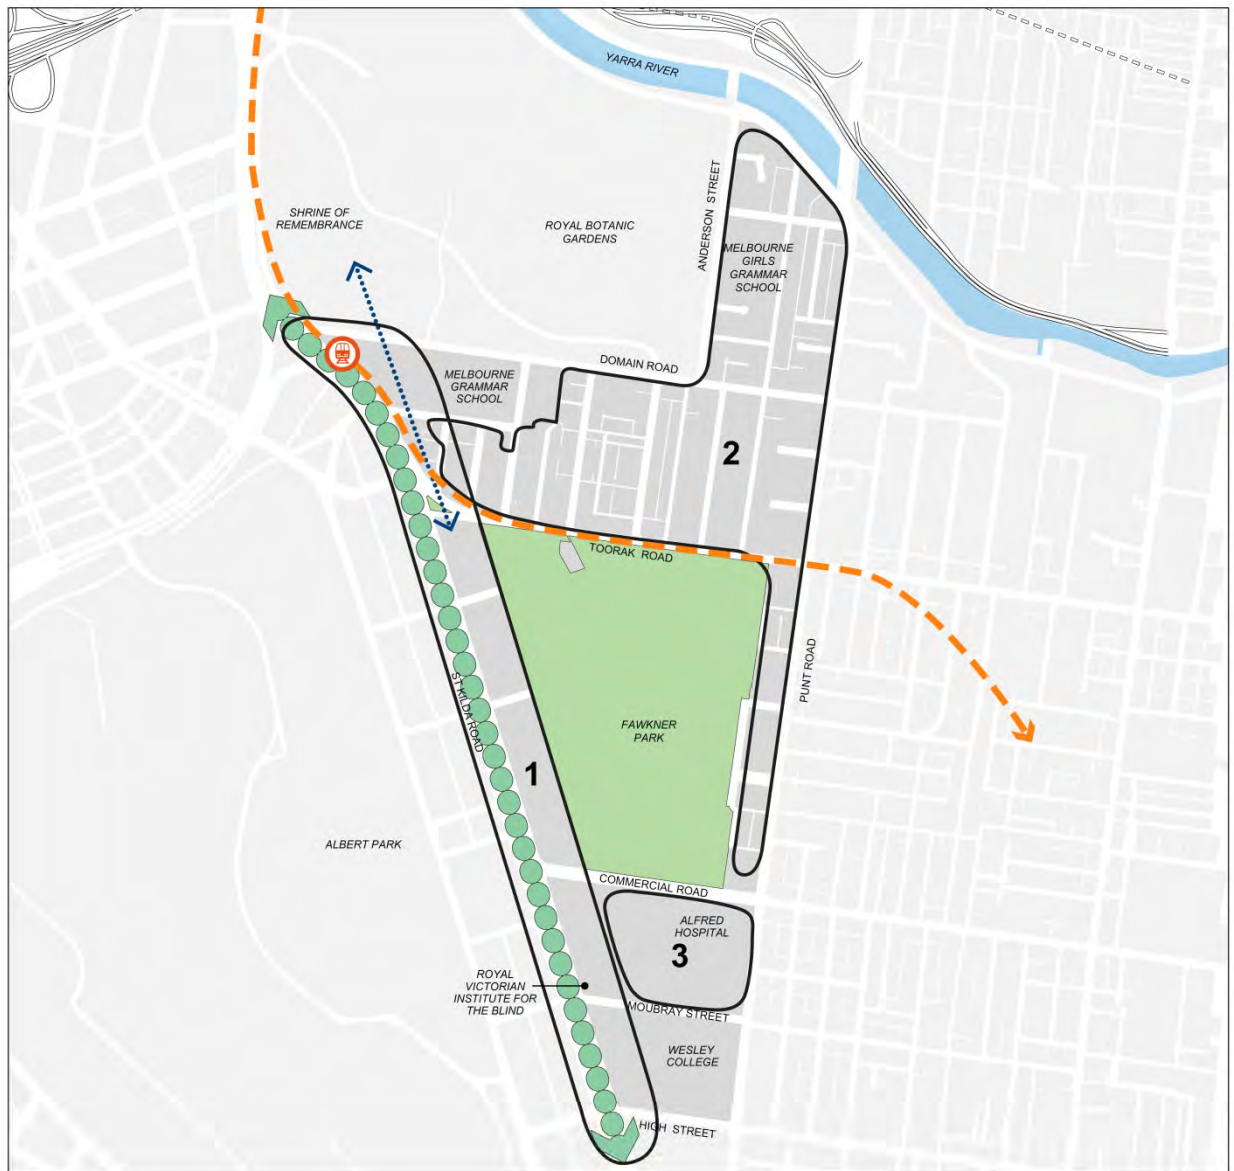 YARRA RIVER
ANDERSON STREET
SHRINE OF
REMEMBRANCE
ROYAL BOTANIC
GARDENS
MELBOURNE
GIRLS
GRAMMAR
SCHOOL
DOMAIN ROAD
MELBOURNE
GRAMMAR
SCHOOL
2
TOORAK ROAD
PUNT ROAD
ST KILDA ROAD
FAWKNER
PARK
1
ALBERT PARK
COMMERCIAL ROAD
ALFRED
HOSPITAL
3
ROYAL
VICTORIAN
INSTITUTE FOR
THE BLIND
MOUBRAY STREET
WESLEY
COLLEGE
HIGH STREET